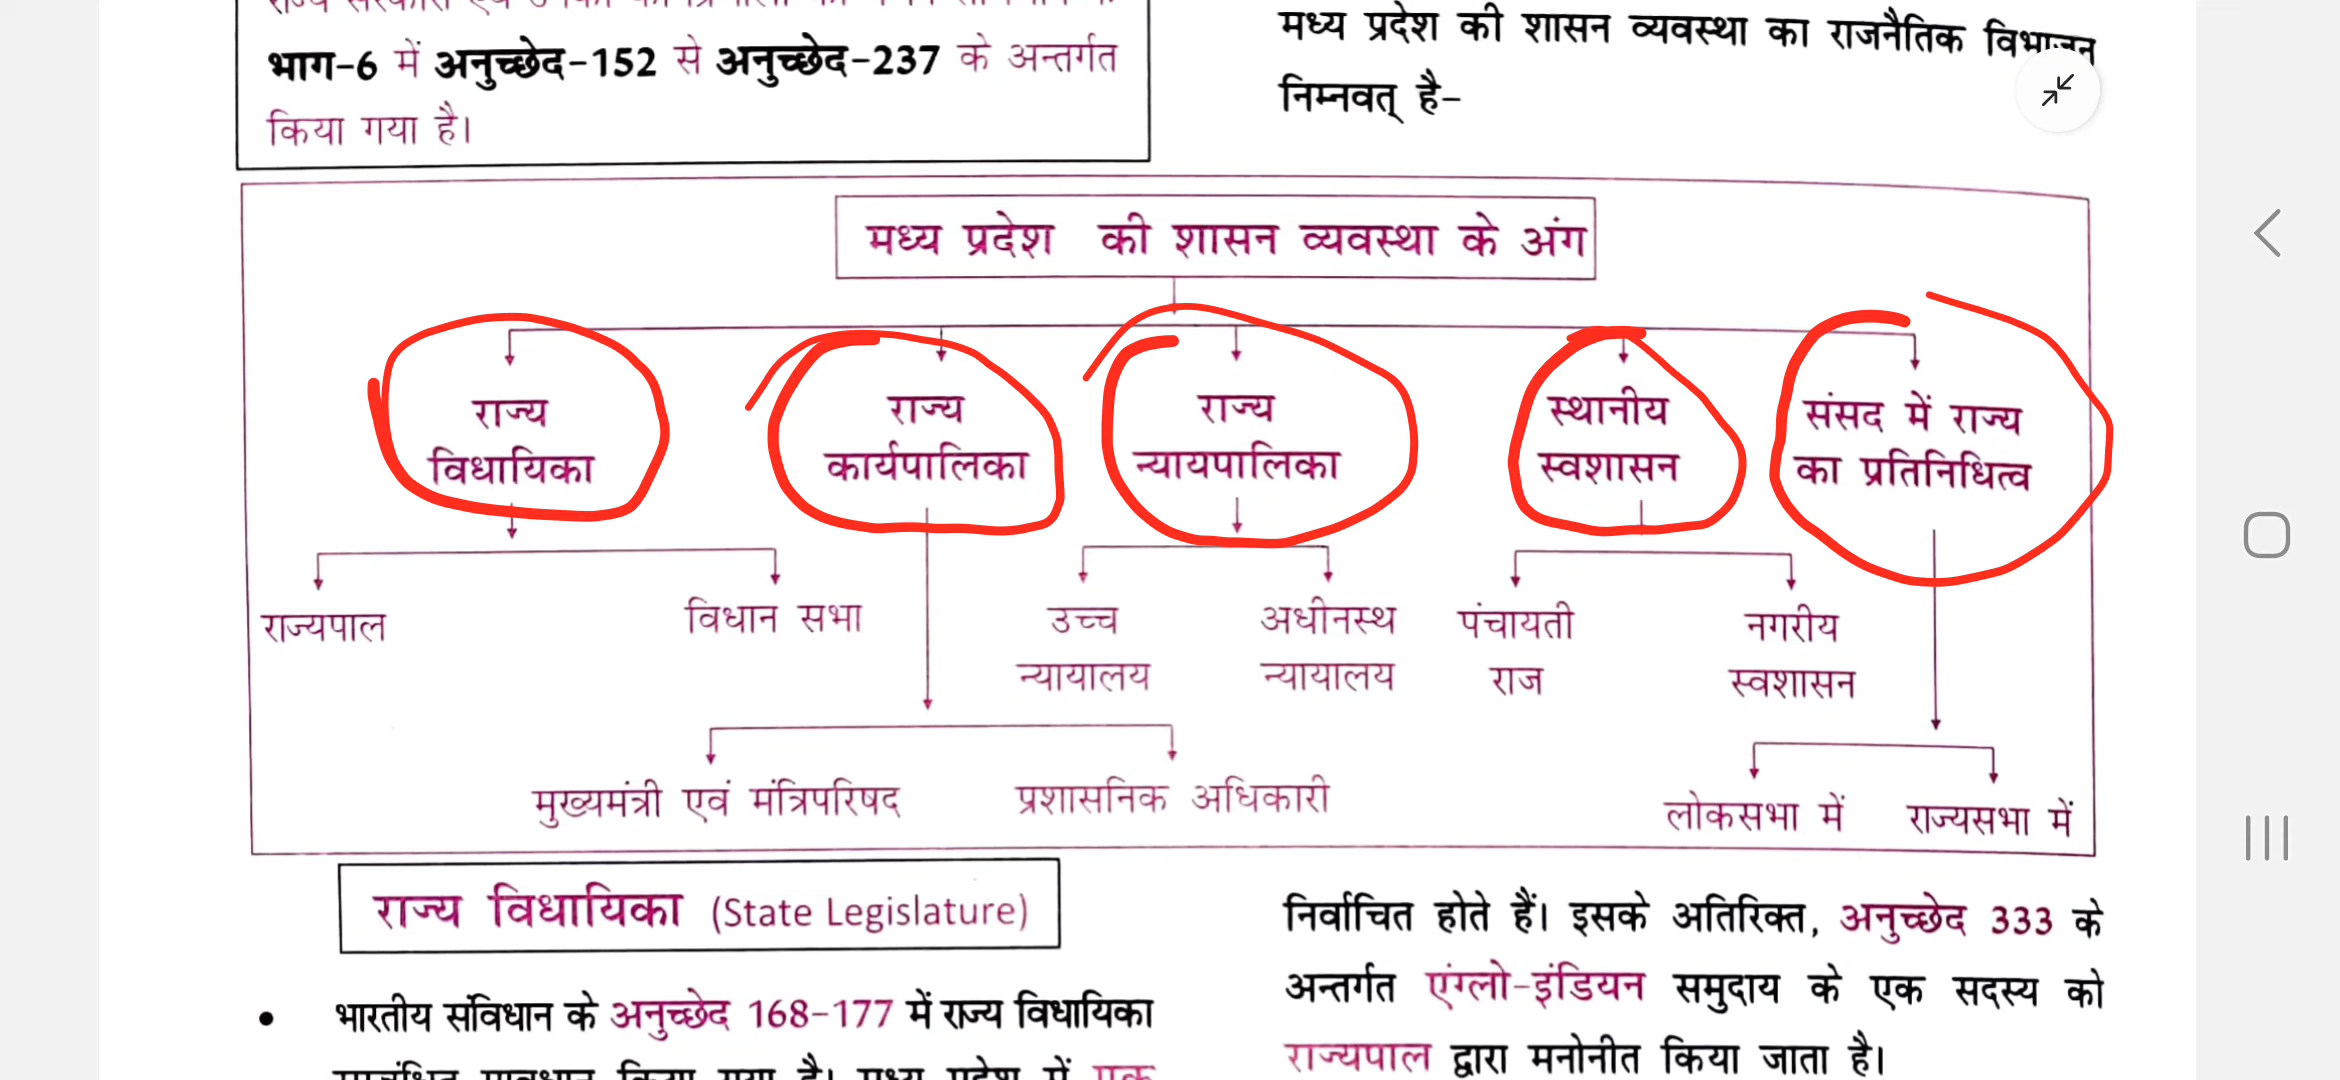 भाग-6 में अनुच्छेद-152 से अनुच्छेद-237 के अन्तर्गत
किया गया है।
मध्य प्रदेश की शासन व्यवस्था का राजनैतिक विभाजन
निम्नवत् है-
मध्य प्रदेश की शासन व्यवस्था के अंग
राज्य
विधायिका
राज्य
कार्यपालिका
राज्य
न्यायपालिका
स्थानीय
स्वशासन
संसद में राज्य
का प्रतिनिधित्व
राज्यपाल
विधान सभा
उच्च
न्यायालय
अधीनस्थ
न्यायालय
पंचायती
राज
नगरीय
स्वशासन
मुख्यमंत्री एवं मंत्रिपरिषद
प्रशासनिक अधिकारी
लोकसभा में
राज्यसभा में
राज्य विधायिका (State Legislature)
• भारतीय संविधान के अनुच्छेद 168-177 में राज्य विधायिका
निर्वाचित होते हैं। इसके अतिरिक्त, अनुच्छेद 333 के
अन्तर्गत एंग्लो-इंडियन समुदाय के एक सदस्य को
राज्यपाल द्वारा मनोनीत किया जाता है।